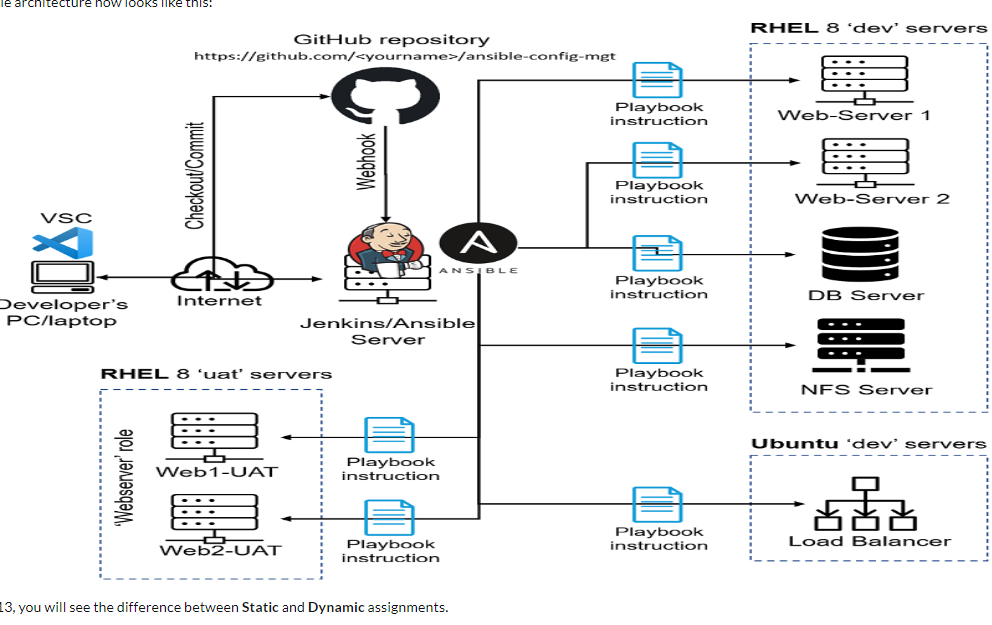 le architecture now looks like this:
RHEL 8 ‘dev’ servers
GitHub repository
https://github.com/<yourname>/ansible-config-mgt
Playbook
instruction
Web-Server 1
Checkout/Commit
Webhook
Playbook
instruction
Web-Server 2
VSC
ANSIBLE
Playbook
instruction
DB Server
Internet
Developer’s
PC/laptop
Jenkins/Ansible
Server
Playbook
instruction
NFS Server
RHEL 8 ‘uat’ servers
‘Webserver’ role
Web1-UAT
Playbook
instruction
Web2-UAT
Playbook
instruction
Ubuntu ‘dev’ servers
Playbook
instruction
Load Balancer
13, you will see the difference between Static and Dynamic assignments.